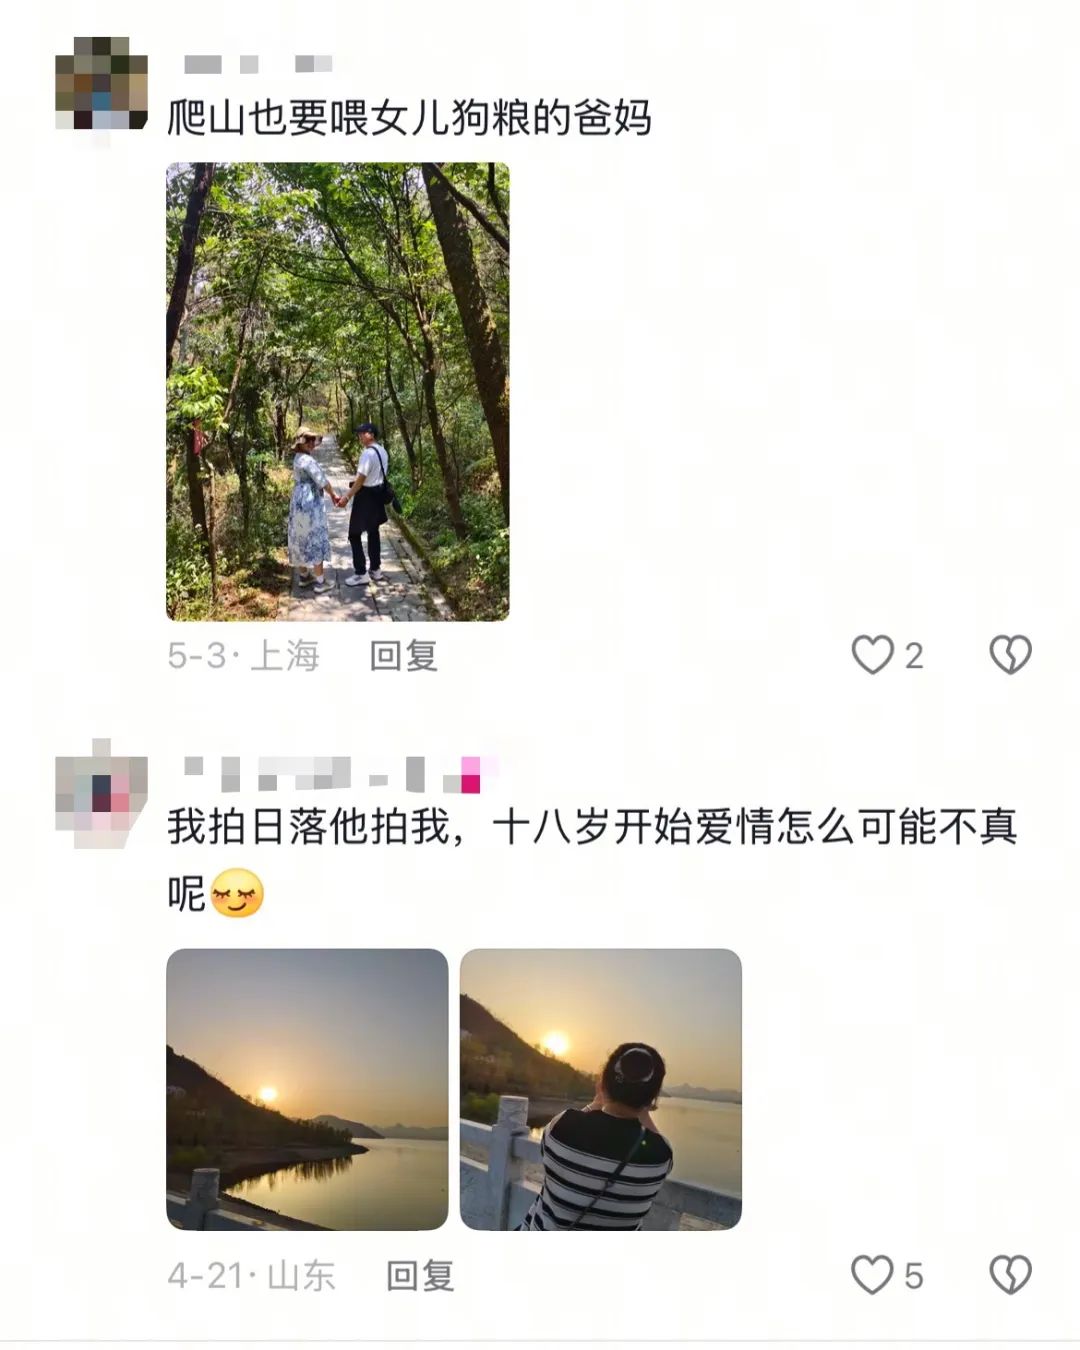 爬山也要喂女儿狗粮的爸妈
5-3·上海 回复 2
我拍日落他拍我，十八岁开始爱情怎么可能不真
呢
4-21·山东 回复 5